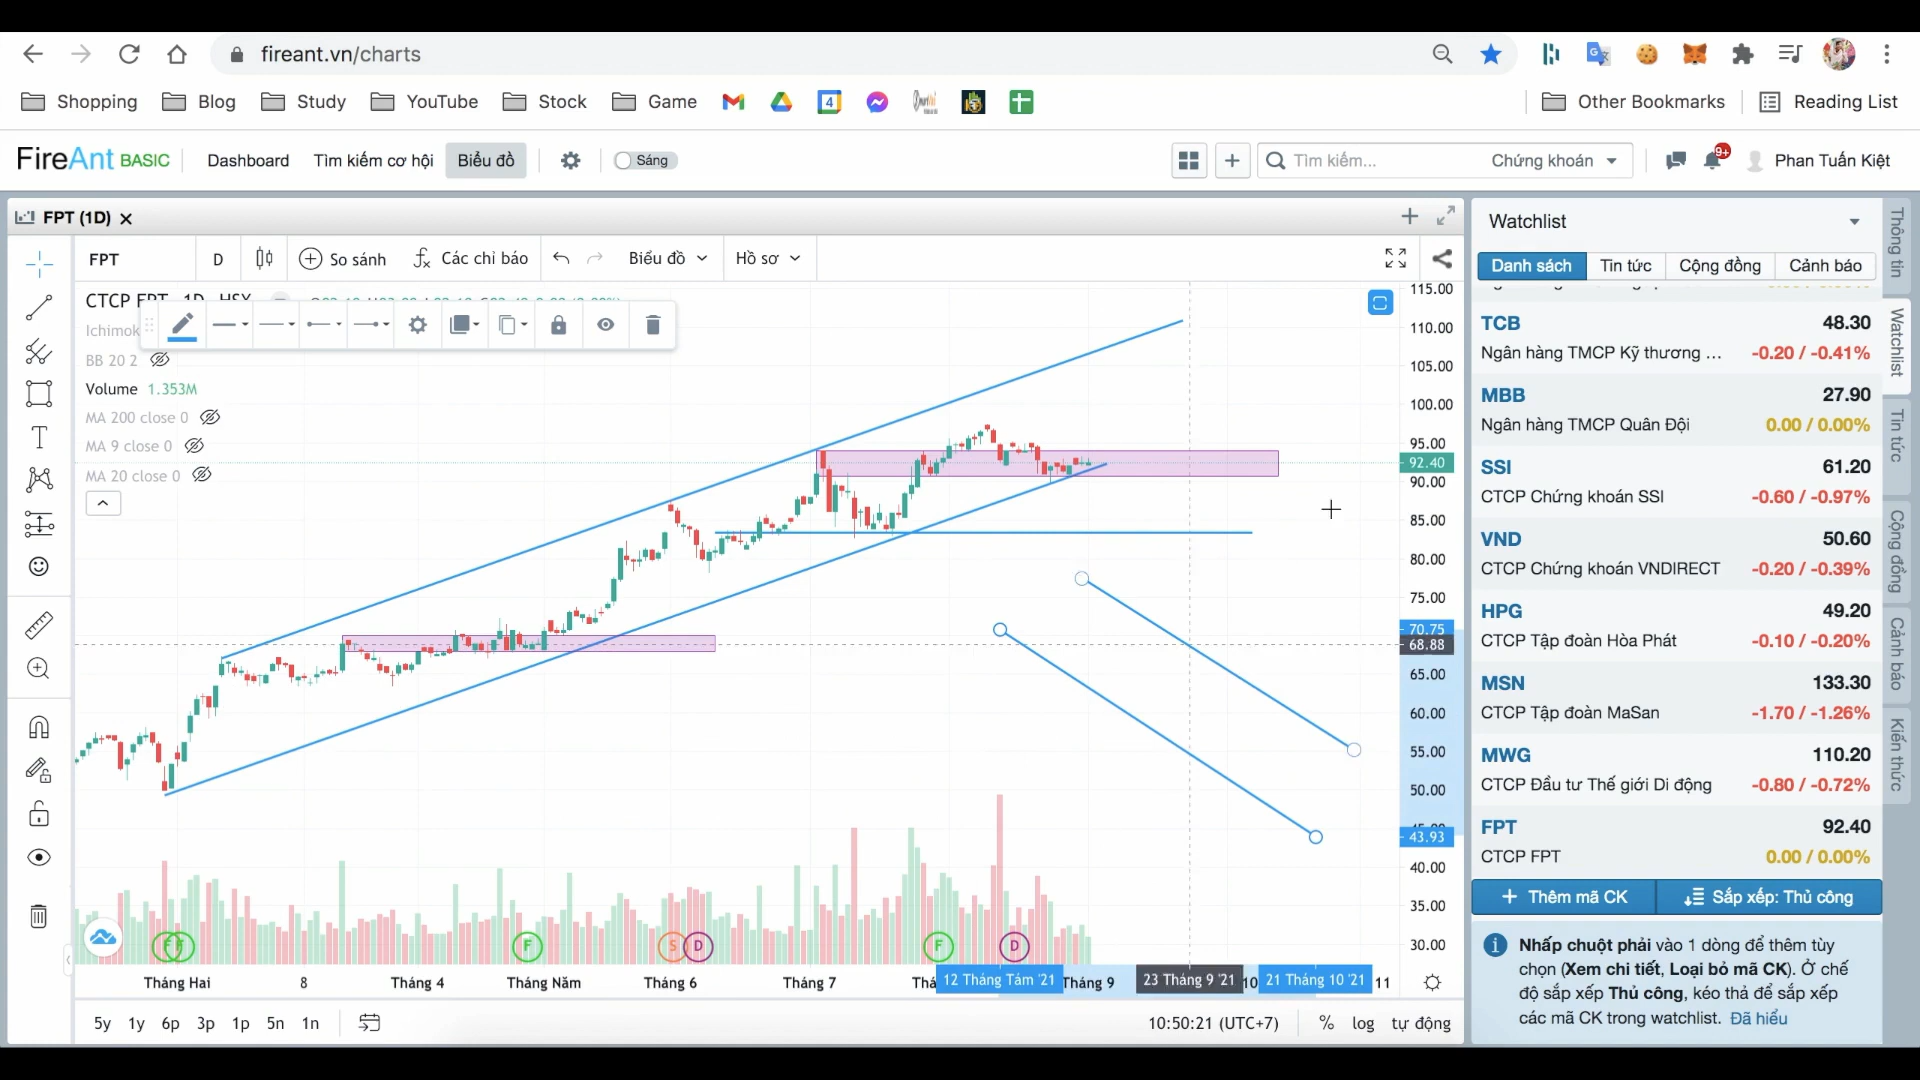 fireant.vn/charts
Shopping Blog Study YouTube Stock Game Other Bookmarks Reading List
FireAnt BASIC Dashboard Tìm kiếm cơ hội Biểu đồ Sáng Tìm kiếm... Chứng khoán 9+ Phan Tuấn Kiệt
FPT (1D)
FPT D So sánh Các chỉ báo Biểu đồ Hồ sơ
Ichimok
BB 20 2
Volume 1.353M
MA 200 close 0
MA 9 close 0
MA 20 close 0
115.00
110.00
105.00
100.00
95.00
92.40
90.00
85.00
80.00
75.00
70.75
68.88
65.00
60.00
55.00
50.00
43.93
40.00
35.00
30.00
F F F S D F D
Tháng Hai 8 Tháng 4 Tháng Năm Tháng 6 Tháng 7 12 Tháng Tám '21 Tháng 9 23 Tháng 9 '21 10 21 Tháng 10 '21 11
5y 1y 6p 3p 1p 5n 1n 10:50:21 (UTC+7) % log tự động
Watchlist
Danh sách Tin tức Cộng đồng Cảnh báo
TCB 48.30
Ngân hàng TMCP Kỹ thương ... -0.20 / -0.41%
MBB 27.90
Ngân hàng TMCP Quân Đội 0.00 / 0.00%
SSI 61.20
CTCP Chứng khoán SSI -0.60 / -0.97%
VND 50.60
CTCP Chứng khoán VNDIRECT -0.20 / -0.39%
HPG 49.20
CTCP Tập đoàn Hòa Phát -0.10 / -0.20%
MSN 133.30
CTCP Tập đoàn MaSan -1.70 / -1.26%
MWG 110.20
CTCP Đầu tư Thế giới Di động -0.80 / -0.72%
FPT 92.40
CTCP FPT 0.00 / 0.00%
Thêm mã CK Sắp xếp: Thủ công
Nhấp chuột phải vào 1 dòng để thêm tùy
chọn (Xem chi tiết, Loại bỏ mã CK). Ở chế
độ sắp xếp Thủ công, kéo thả để sắp xếp
các mã CK trong watchlist. Đã hiểu
Thông tin
Watchlist
Tin tức
Cộng đồng
Cảnh báo
Kiến thức